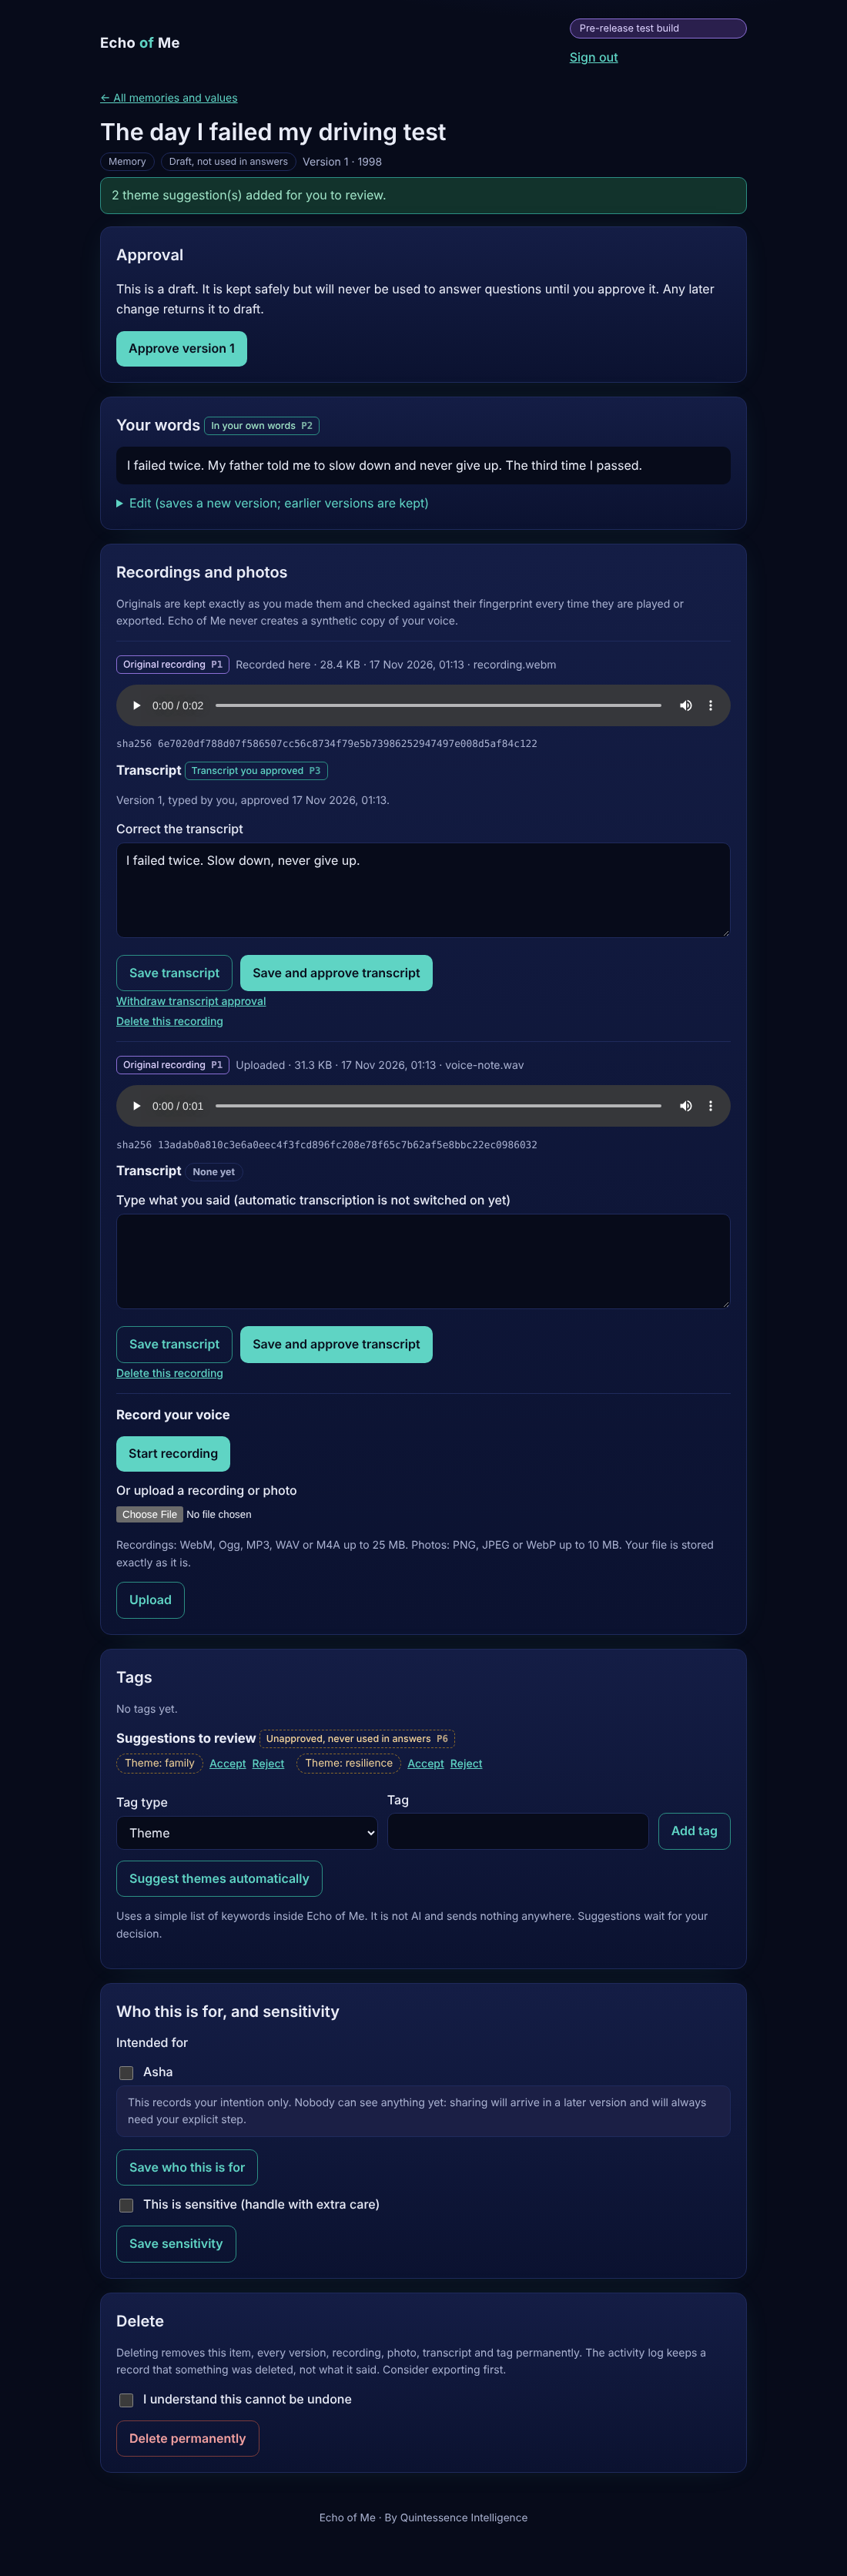 Echo of Me
Pre-release test build
Sign out
← All memories and values
The day I failed my driving test
Memory Draft, not used in answers Version 1 · 1998
2 theme suggestion(s) added for you to review.
Approval
This is a draft. It is kept safely but will never be used to answer questions until you approve it. Any later
change returns it to draft.
Approve version 1
Your words In your own words P2
I failed twice. My father told me to slow down and never give up. The third time I passed.
▶ Edit (saves a new version; earlier versions are kept)
Recordings and photos
Originals are kept exactly as you made them and checked against their fingerprint every time they are played or
exported. Echo of Me never creates a synthetic copy of your voice.
Original recording P1 Recorded here · 28.4 KB · 17 Nov 2026, 01:13 · recording.webm
0:00 / 0:02
sha256 6e7020df788d07f586507cc56c8734f79e5b73986252947497e008d5af84c122
Transcript Transcript you approved P3
Version 1, typed by you, approved 17 Nov 2026, 01:13.
Correct the transcript
I failed twice. Slow down, never give up.
Save transcript Save and approve transcript
Withdraw transcript approval
Delete this recording
Original recording P1 Uploaded · 31.3 KB · 17 Nov 2026, 01:13 · voice-note.wav
0:00 / 0:01
sha256 13adab0a810c3e6a0eec4f3fcd896fc208e78f65c7b62af5e8bbc22ec0986032
Transcript None yet
Type what you said (automatic transcription is not switched on yet)
Save transcript Save and approve transcript
Delete this recording
Record your voice
Start recording
Or upload a recording or photo
Choose File No file chosen
Recordings: WebM, Ogg, MP3, WAV or M4A up to 25 MB. Photos: PNG, JPEG or WebP up to 10 MB. Your file is stored
exactly as it is.
Upload
Tags
No tags yet.
Suggestions to review Unapproved, never used in answers P6
Theme: family Accept Reject Theme: resilience Accept Reject
Tag type Tag
Theme Add tag
Suggest themes automatically
Uses a simple list of keywords inside Echo of Me. It is not AI and sends nothing anywhere. Suggestions wait for your
decision.
Who this is for, and sensitivity
Intended for
Asha
This records your intention only. Nobody can see anything yet: sharing will arrive in a later version and will always
need your explicit step.
Save who this is for
This is sensitive (handle with extra care)
Save sensitivity
Delete
Deleting removes this item, every version, recording, photo, transcript and tag permanently. The activity log keeps a
record that something was deleted, not what it said. Consider exporting first.
I understand this cannot be undone
Delete permanently
Echo of Me · By Quintessence Intelligence